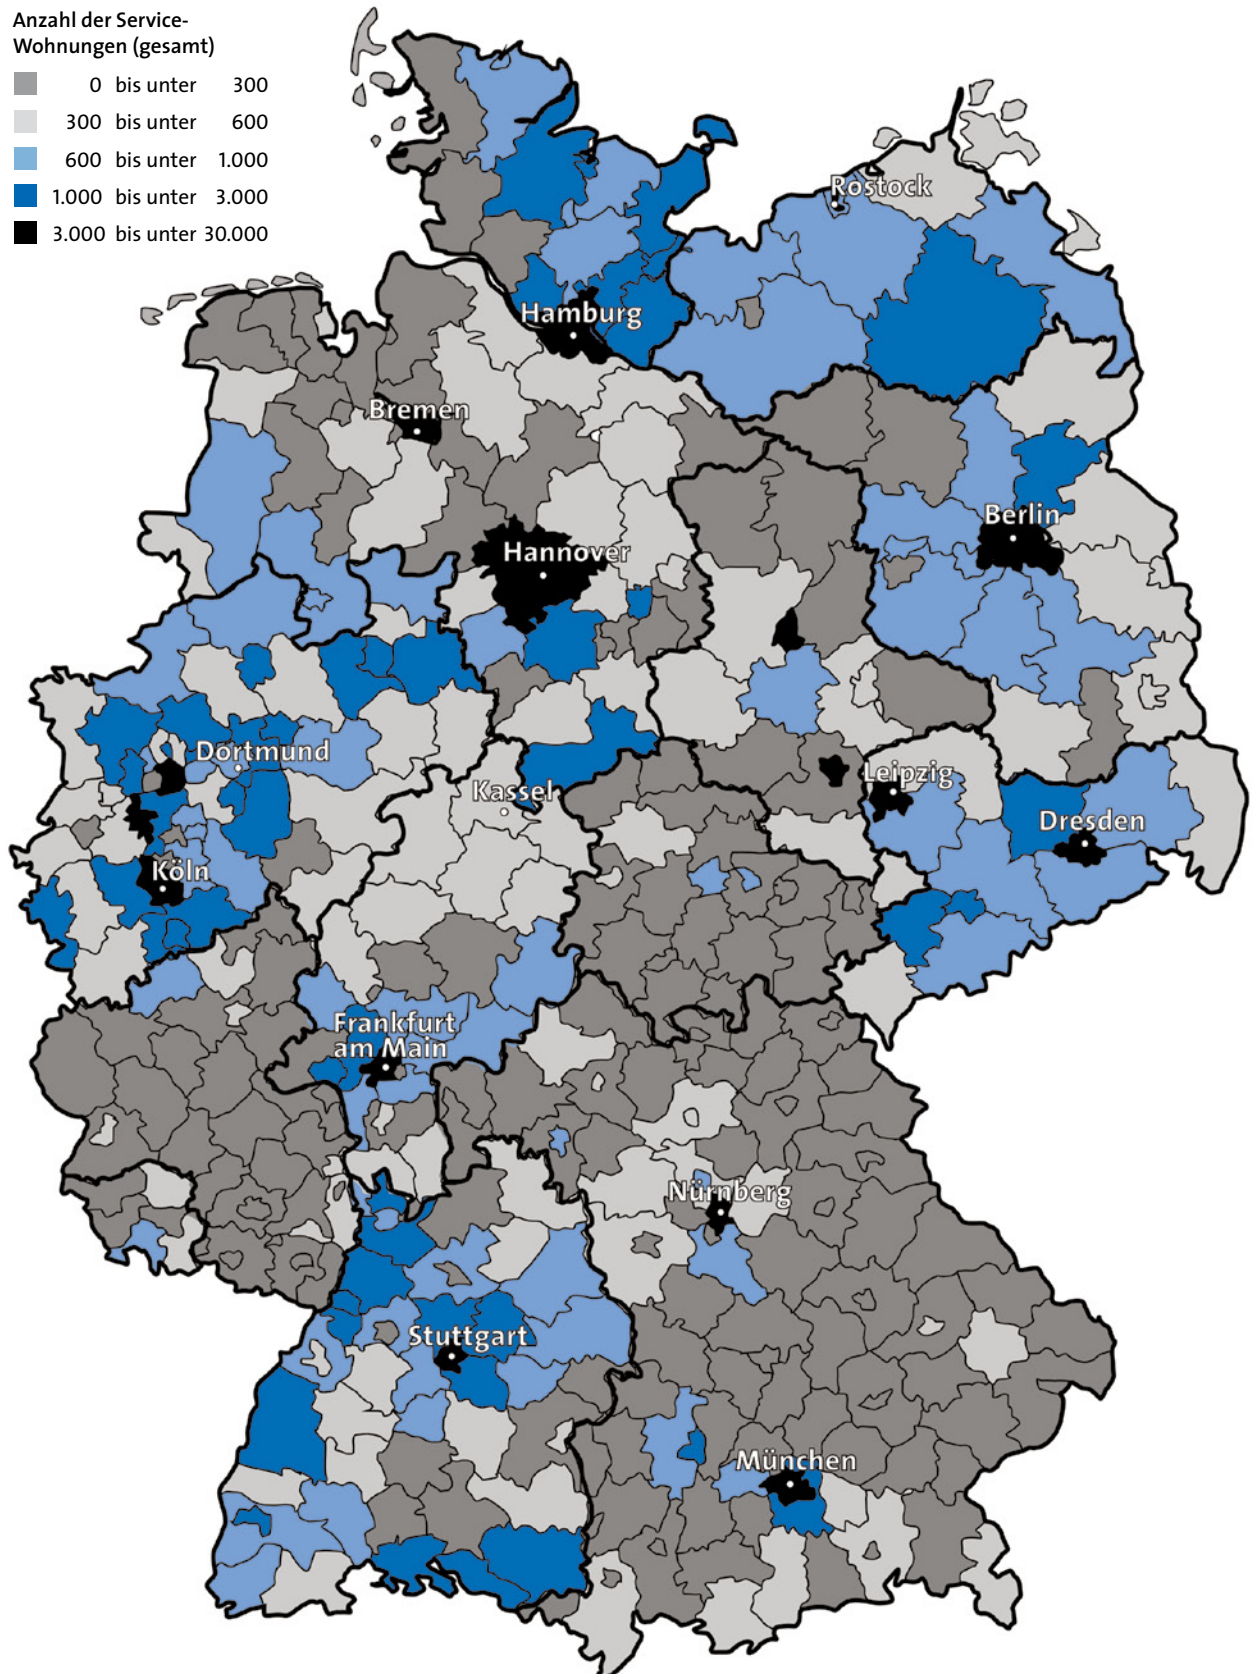 Anzahl der Service-
Wohnungen (gesamt)
0 bis unter 300
300 bis unter 600
600 bis unter 1.000
1.000 bis unter 3.000
3.000 bis unter 30.000
Rostock
Hamburg
Bremen
Berlin
Hannover
Dortmund
Kassel
Leipzig
Dresden
Köln
Frankfurt
am Main
Nürnberg
Stuttgart
München